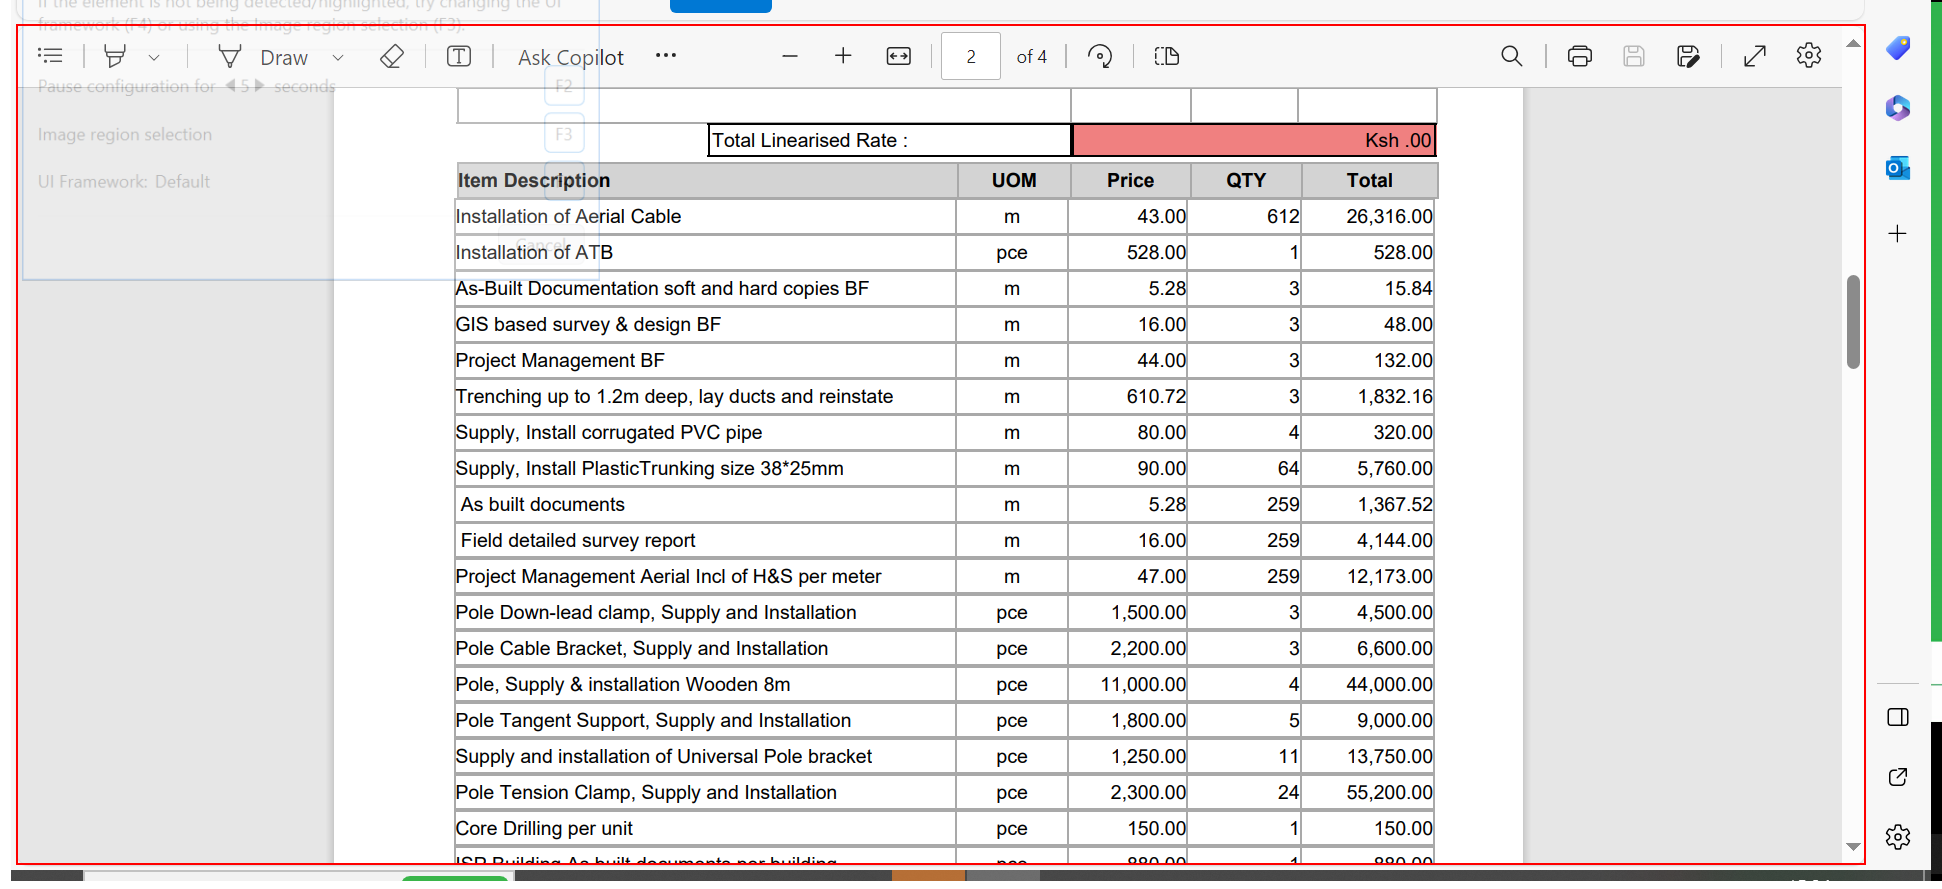 If the element is not being detected/highlighted, try changing the UI
framework (F4) or using the Image region selection (F3).
Draw
Ask Copilot
2 of 4
Pause configuration for 5 seconds
F2
Image region selection
F3
UI Framework: Default
Cancel
Total Linearised Rate : Ksh .00
Item Description UOM Price QTY Total
Installation of Aerial Cable m 43.00 612 26,316.00
Installation of ATB pce 528.00 1 528.00
As-Built Documentation soft and hard copies BF m 5.28 3 15.84
GIS based survey & design BF m 16.00 3 48.00
Project Management BF m 44.00 3 132.00
Trenching up to 1.2m deep, lay ducts and reinstate m 610.72 3 1,832.16
Supply, Install corrugated PVC pipe m 80.00 4 320.00
Supply, Install PlasticTrunking size 38*25mm m 90.00 64 5,760.00
As built documents m 5.28 259 1,367.52
Field detailed survey report m 16.00 259 4,144.00
Project Management Aerial Incl of H&S per meter m 47.00 259 12,173.00
Pole Down-lead clamp, Supply and Installation pce 1,500.00 3 4,500.00
Pole Cable Bracket, Supply and Installation pce 2,200.00 3 6,600.00
Pole, Supply & installation Wooden 8m pce 11,000.00 4 44,000.00
Pole Tangent Support, Supply and Installation pce 1,800.00 5 9,000.00
Supply and installation of Universal Pole bracket pce 1,250.00 11 13,750.00
Pole Tension Clamp, Supply and Installation pce 2,300.00 24 55,200.00
Core Drilling per unit pce 150.00 1 150.00
ISP Building As built documents per building pce 880.00 1 880.00